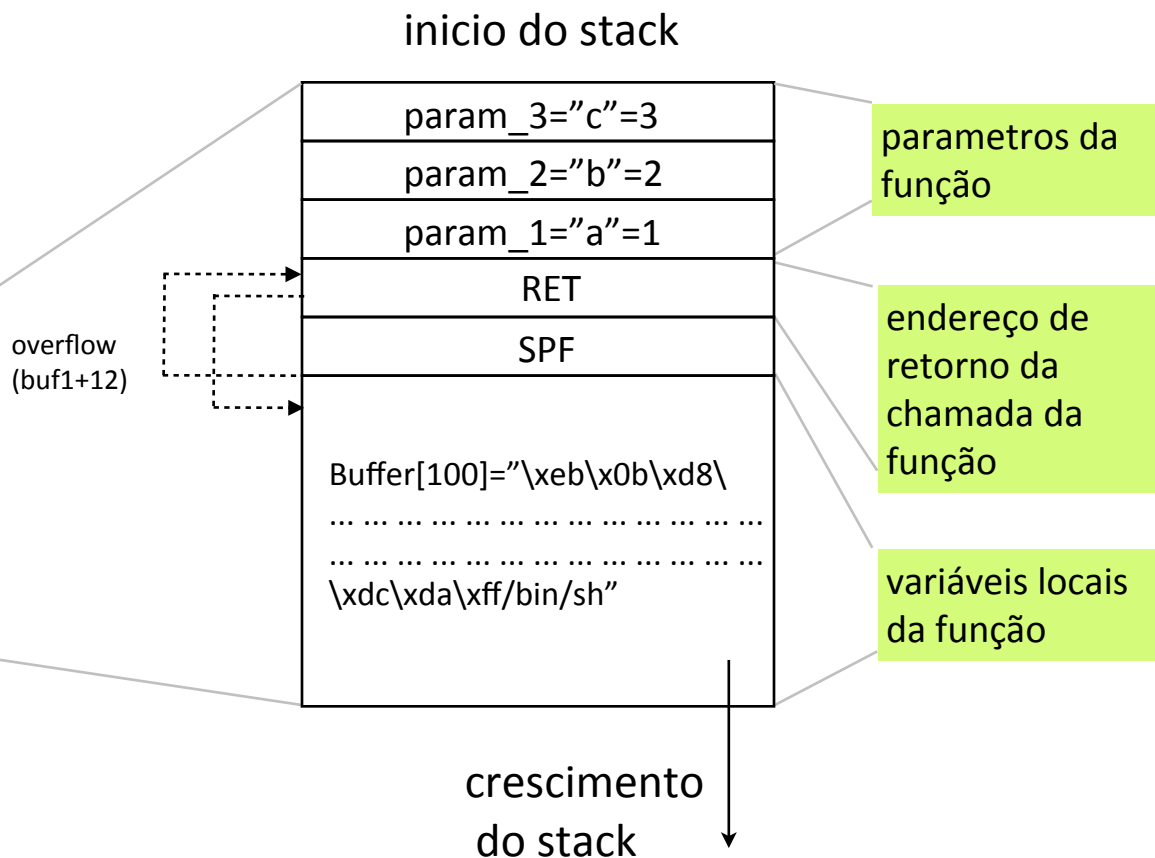 inicio do stack
param_3=”c”=3
param_2=”b”=2
param_1=”a”=1
RET
SPF
overflow
(buf1+12)
Buffer[100]=”\xeb\x0b\xd8\
... ... ... ... ... ... ... ... ... ... ... ... ...
... ... ... ... ... ... ... ... ... ... ... ... ...
\xdc\xda\xff/bin/sh”
parametros da
função
endereço de
retorno da
chamada da
função
variáveis locais
da função
crescimento
do stack